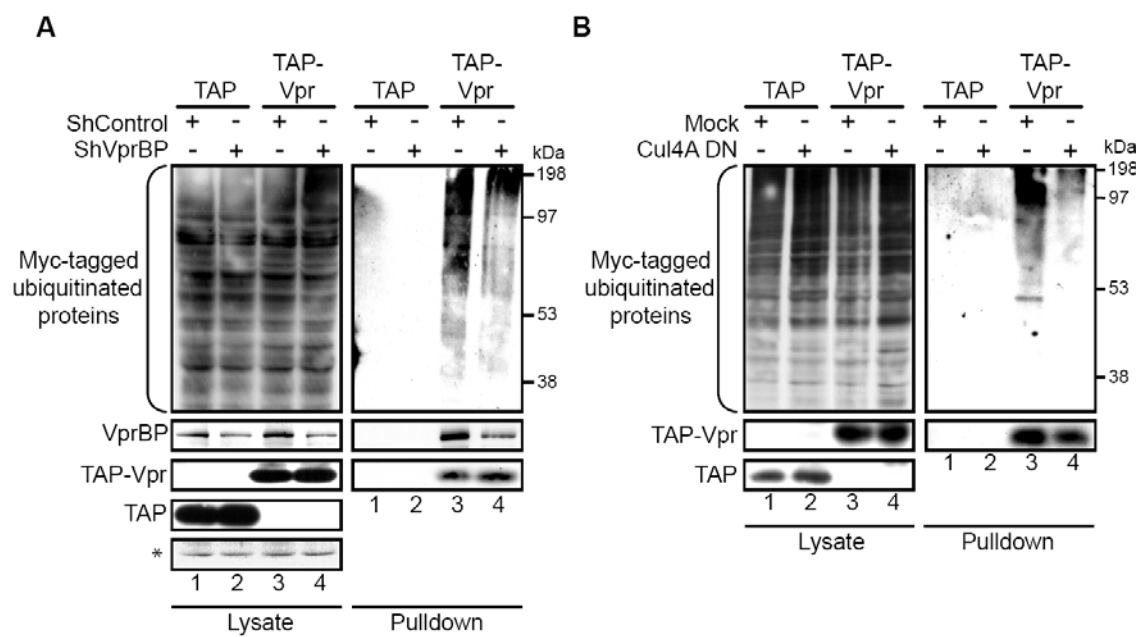 A
TAP TAP-Vpr TAP TAP-Vpr
ShControl + - + - + - + -
ShVprBP - + - + - + - +
kDa
198
97
53
38
Myc-tagged
ubiquitinated
proteins
VprBP
TAP-Vpr
TAP
*
1 2 3 4
1 2 3 4
Lysate Pulldown
B
TAP TAP-Vpr TAP TAP-Vpr
Mock + - + - + - + -
Cul4A DN - + - + - + - +
kDa
198
97
53
38
Myc-tagged
ubiquitinated
proteins
TAP-Vpr
TAP
1 2 3 4
1 2 3 4
Lysate Pulldown